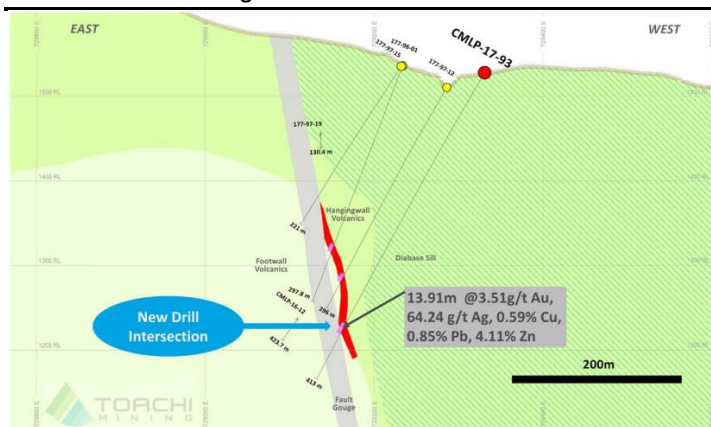 EAST
WEST
CMLP-17-93
177-96-01
177-97-15
177-97-12
1500 RL
177-97-19
130.4 m
1400 RL
Hangingwall
Volcanics
221 m
Footwall
Volcanics
Diabase Sill
1300 RL
297.8 m
CMLP-16-12
296 m
13.91m @3.51g/t Au,
64.24 g/t Ag, 0.59% Cu,
0.85% Pb, 4.11% Zn
New Drill
Intersection
423.7 m
1200 RL
200m
413 m
Fault
Gouge
TOACHI
MINING